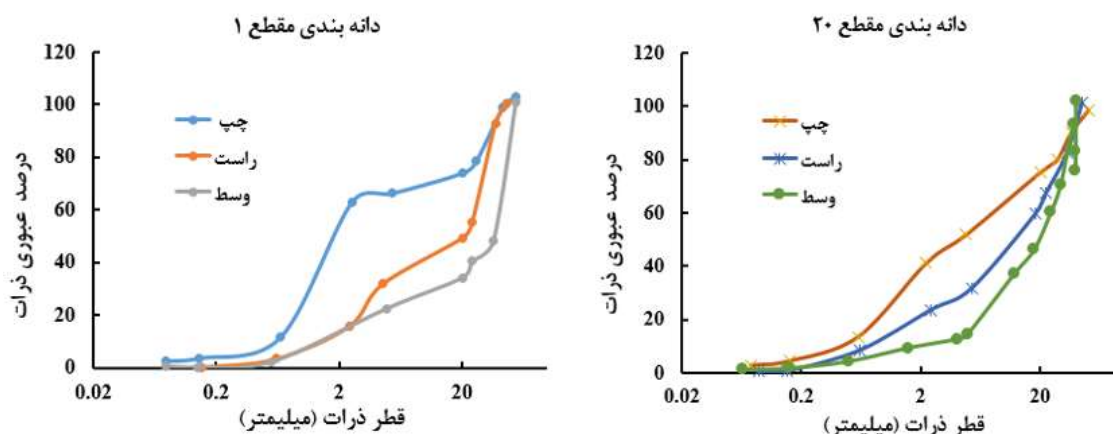 دانه بندی مقطع ۱
120
100
80
60
40
20
0
0.02
0.2
2
20
درصد عبوری ذرات
قطر ذرات (میلیمتر)
چپ
راست
وسط
دانه بندی مقطع ۲۰
120
100
80
60
40
20
0
0.02
0.2
2
20
درصد عبوری ذرات
قطر ذرات (میلیمتر)
چپ
راست
وسط